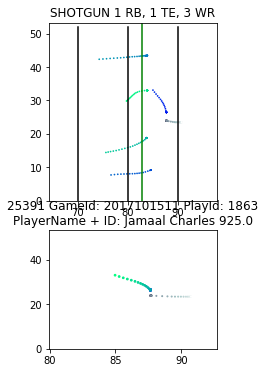 SHOTGUN 1 RB, 1 TE, 3 WR
50
40
30
20
10
0
70 80 90
25391 GameId: 2017101511 PlayId: 1863
PlayerName + ID: Jamaal Charles 925.0
40
20
0
80 85 90